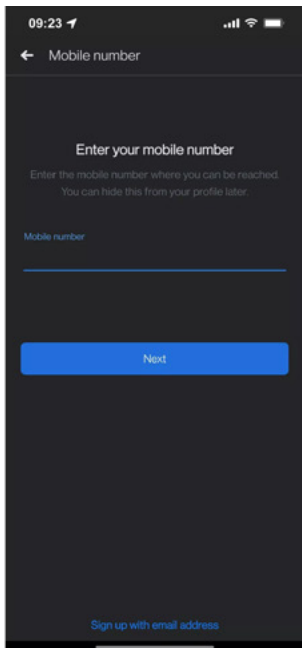 09:23
Mobile number
Enter your mobile number
Enter the mobile number where you can be reached.
You can hide this from your profile later.
Mobile number
Next
Sign up with email address